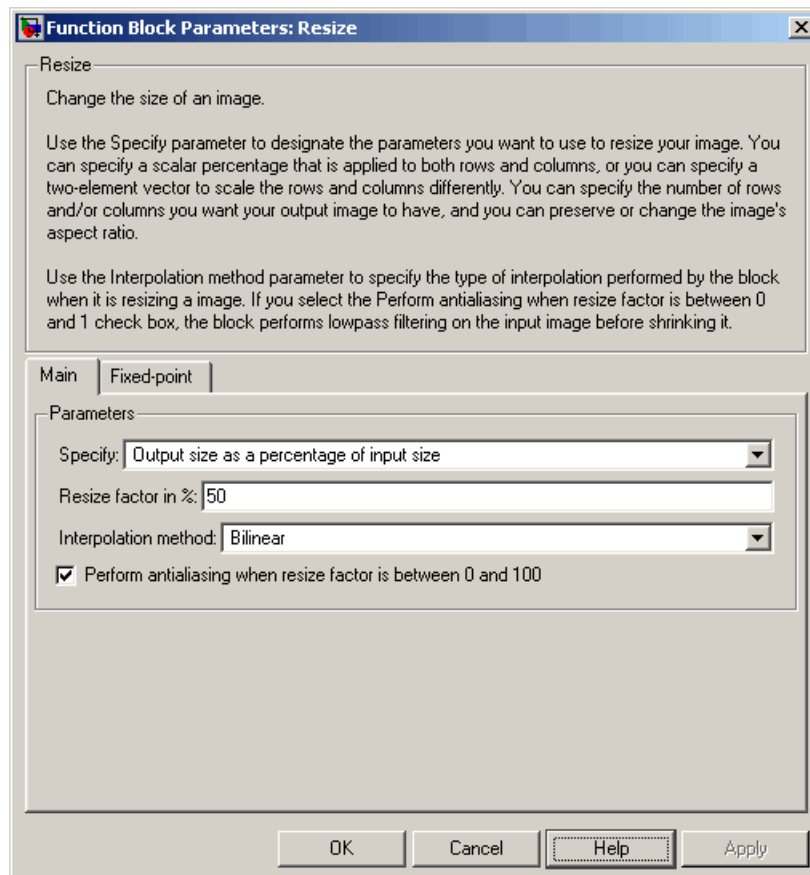 Function Block Parameters: Resize
Resize
Change the size of an image.
Use the Specify parameter to designate the parameters you want to use to resize your image. You
can specify a scalar percentage that is applied to both rows and columns, or you can specify a
two-element vector to scale the rows and columns differently. You can specify the number of rows
and/or columns you want your output image to have, and you can preserve or change the image's
aspect ratio.
Use the Interpolation method parameter to specify the type of interpolation performed by the block
when it is resizing a image. If you select the Perform antialiasing when resize factor is between 0
and 1 check box, the block performs lowpass filtering on the input image before shrinking it.
Main Fixed-point
Parameters
Specify: Output size as a percentage of input size
Resize factor in %: 50
Interpolation method: Bilinear
Perform antialiasing when resize factor is between 0 and 100
OK Cancel Help Apply